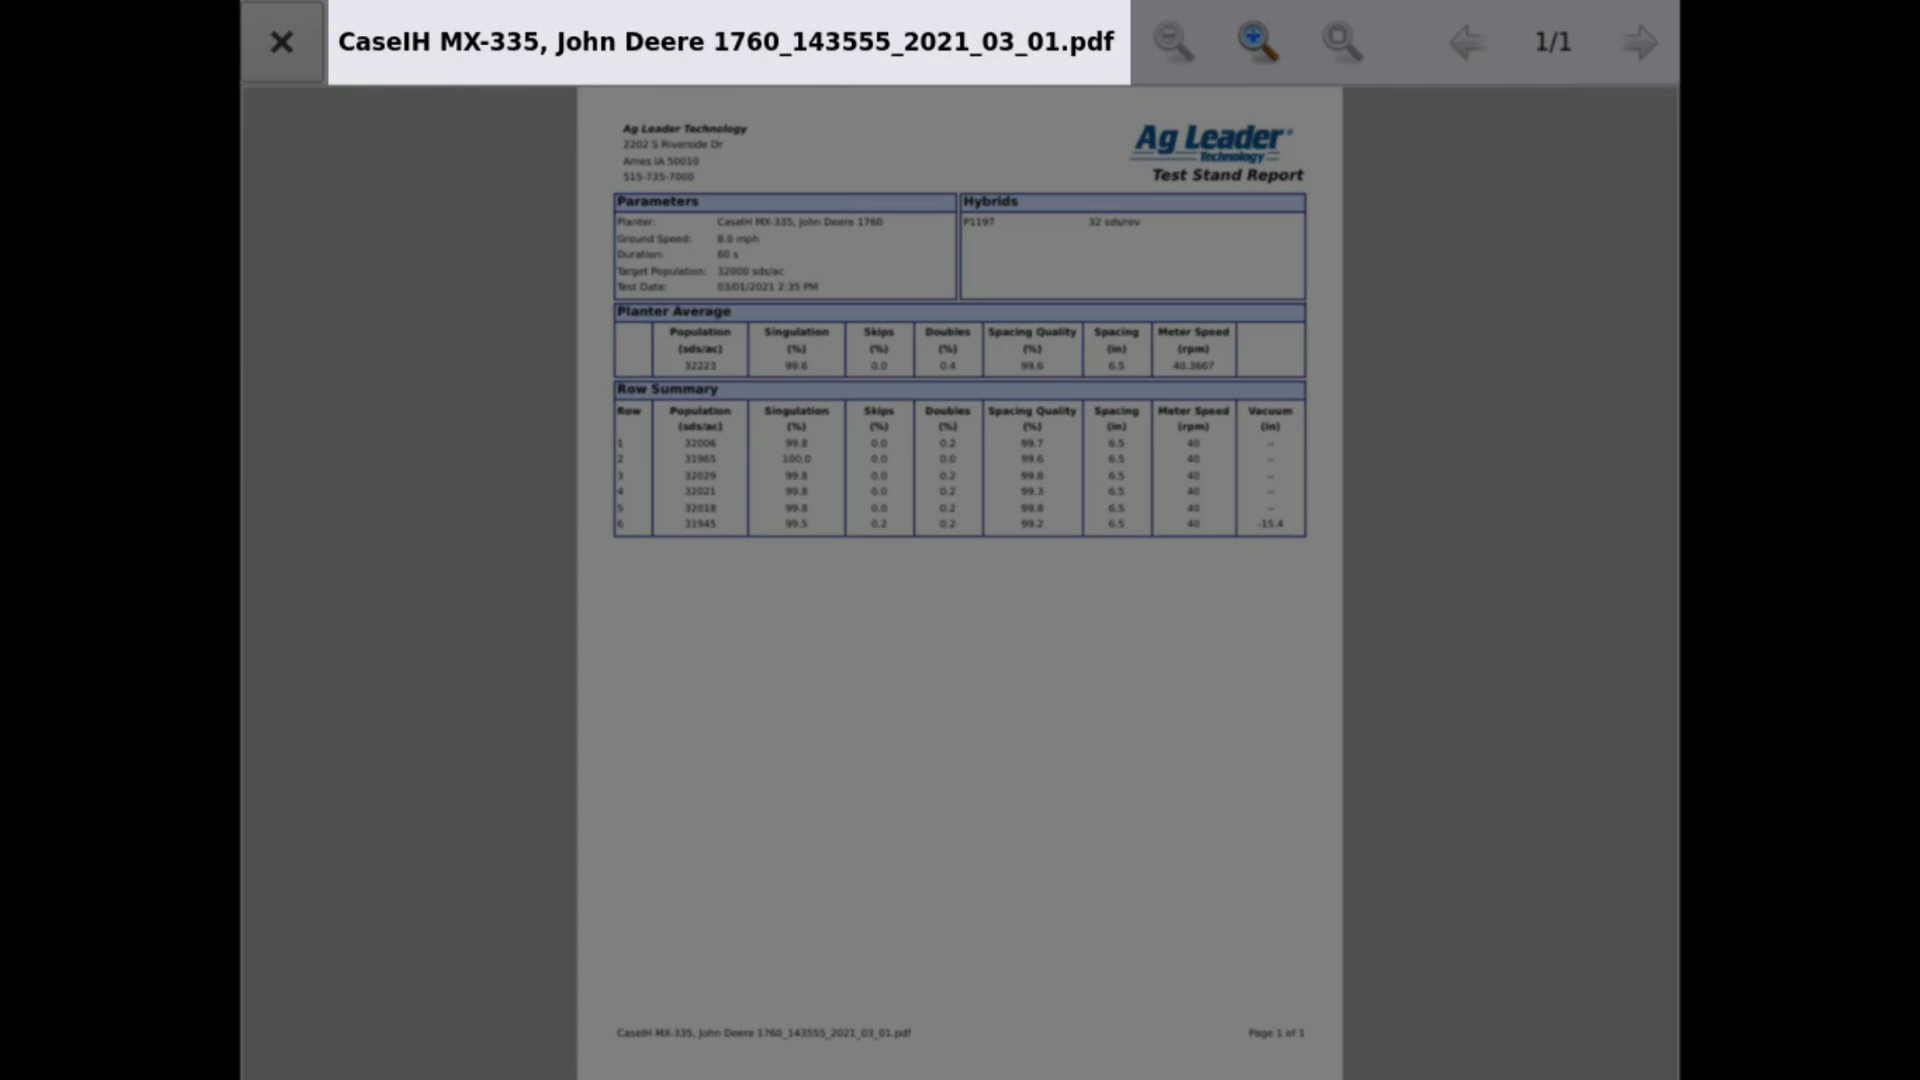 CaseIH MX-335, John Deere 1760_143555_2021_03_01.pdf
1/1
Ag Leader Technology
2202 S Riverside Dr
Ames IA 50010
515-735-7000
Ag Leader
Technology
Test Stand Report
Parameters
Planter: CaseIH MX-335, John Deere 1760
Ground Speed: 8.0 mph
Duration: 60 s
Target Population: 32000 sds/ac
Test Date: 03/01/2021 2:35 PM
Hybrids
P1197 32 sds/rev
Planter Average
Population Singulation Skips Doubles Spacing Quality Spacing Meter Speed
(sds/ac) (%) (%) (%) (%) (in) (rpm)
32223 99.6 0.0 0.4 99.6 6.5 40.3667
Row Summary
Row Population Singulation Skips Doubles Spacing Quality Spacing Meter Speed Vacuum
(sds/ac) (%) (%) (%) (%) (in) (rpm) (in)
1 32006 99.8 0.0 0.2 99.7 6.5 40 --
2 31965 100.0 0.0 0.0 99.6 6.5 40 --
3 32029 99.8 0.0 0.2 99.8 6.5 40 --
4 32021 99.8 0.0 0.2 99.3 6.5 40 --
5 32018 99.8 0.0 0.2 99.8 6.5 40 --
6 31945 99.5 0.2 0.2 99.2 6.5 40 -15.4
CaseIH MX-335, John Deere 1760_143555_2021_03_01.pdf
Page 1 of 1